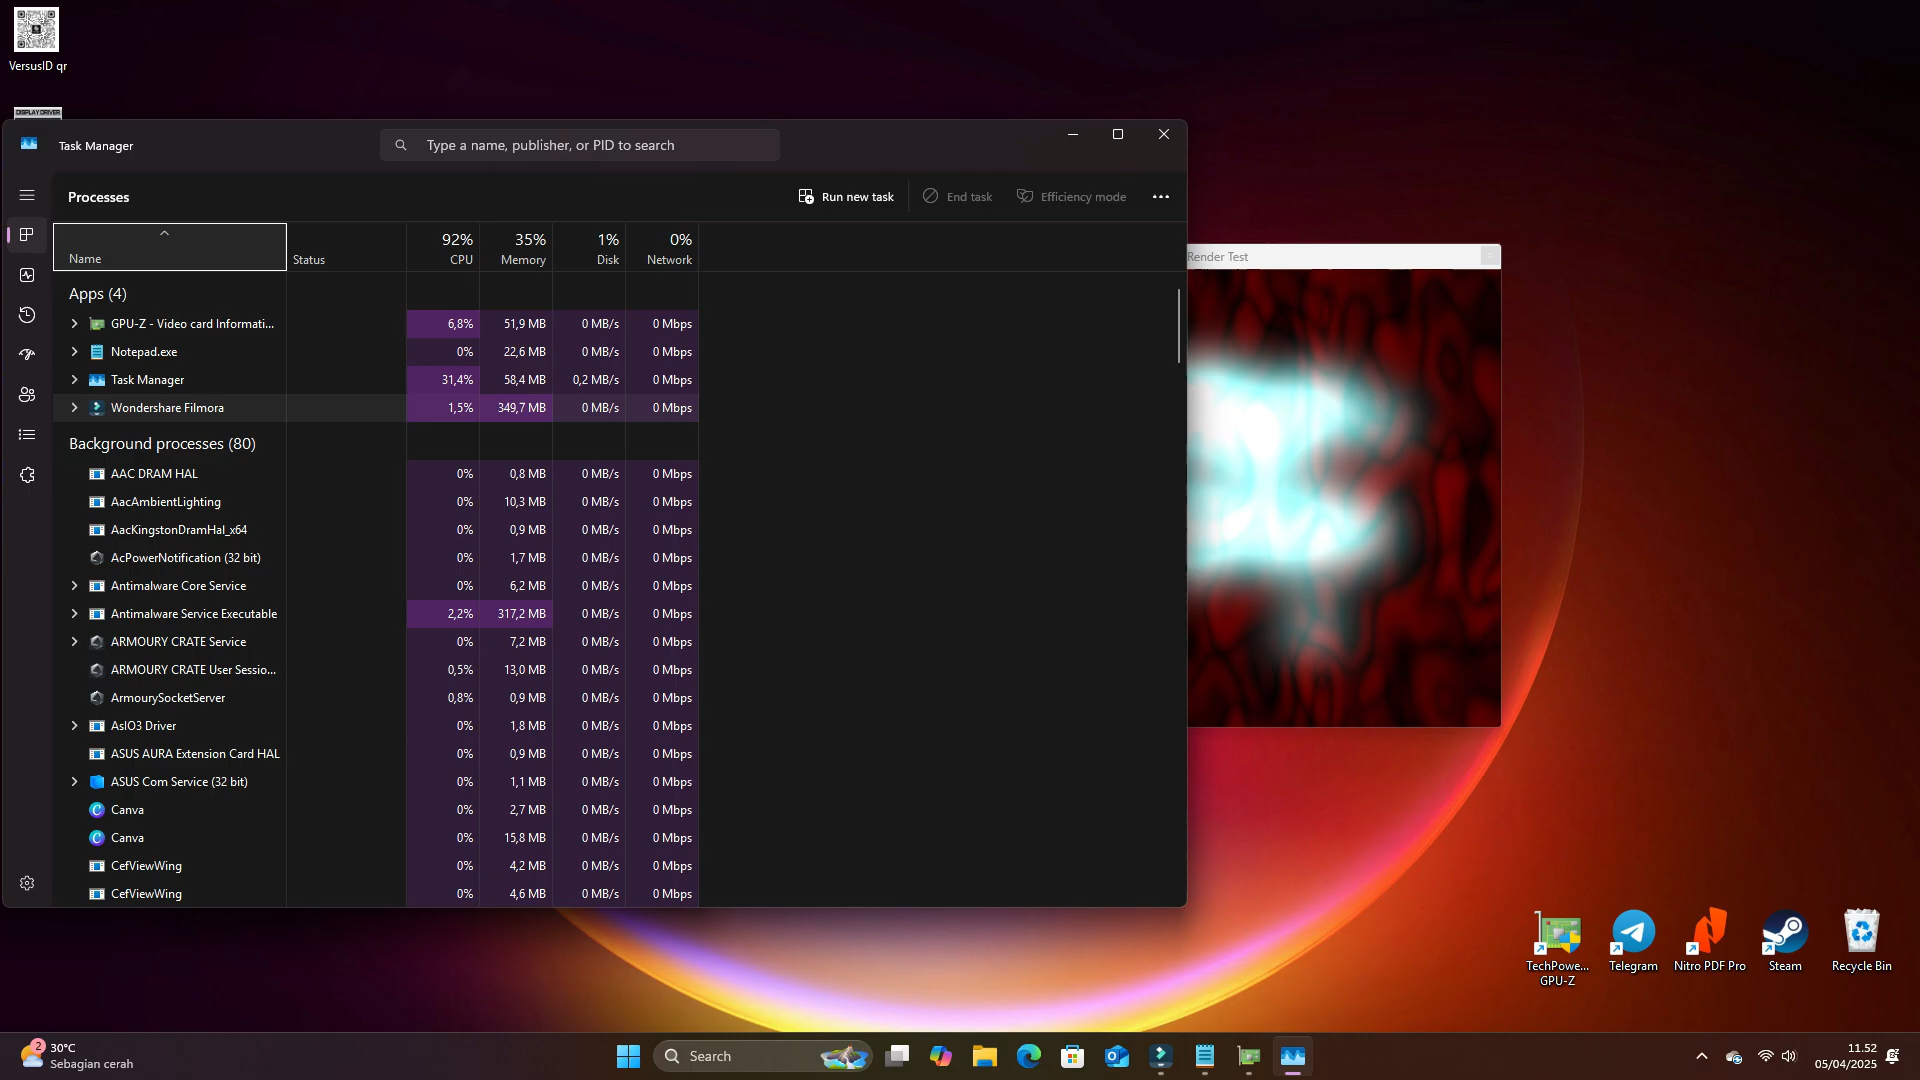 VersusID qr
DISPLAY DRIVER
Task Manager
Type a name, publisher, or PID to search
Processes
Run new task
End task
Efficiency mode
Name
Status
92%
CPU
35%
Memory
1%
Disk
0%
Network
Apps (4)
GPU-Z - Video card Informati... 6,8% 51,9 MB 0 MB/s 0 Mbps
Notepad.exe 0% 22,6 MB 0 MB/s 0 Mbps
Task Manager 31,4% 58,4 MB 0,2 MB/s 0 Mbps
Wondershare Filmora 1,5% 349,7 MB 0 MB/s 0 Mbps
Background processes (80)
AAC DRAM HAL 0% 0,8 MB 0 MB/s 0 Mbps
AacAmbientLighting 0% 10,3 MB 0 MB/s 0 Mbps
AacKingstonDramHal_x64 0% 0,9 MB 0 MB/s 0 Mbps
AcPowerNotification (32 bit) 0% 1,7 MB 0 MB/s 0 Mbps
Antimalware Core Service 0% 6,2 MB 0 MB/s 0 Mbps
Antimalware Service Executable 2,2% 317,2 MB 0 MB/s 0 Mbps
ARMOURY CRATE Service 0% 7,2 MB 0 MB/s 0 Mbps
ARMOURY CRATE User Sessio... 0,5% 13,0 MB 0 MB/s 0 Mbps
ArmourySocketServer 0,8% 0,9 MB 0 MB/s 0 Mbps
AsIO3 Driver 0% 1,8 MB 0 MB/s 0 Mbps
ASUS AURA Extension Card HAL 0% 0,9 MB 0 MB/s 0 Mbps
ASUS Com Service (32 bit) 0% 1,1 MB 0 MB/s 0 Mbps
Canva 0% 2,7 MB 0 MB/s 0 Mbps
Canva 0% 15,8 MB 0 MB/s 0 Mbps
CefViewWing 0% 4,2 MB 0 MB/s 0 Mbps
CefViewWing 0% 4,6 MB 0 MB/s 0 Mbps
Render Test
TechPowe...
GPU-Z
Telegram
Nitro PDF Pro
Steam
Recycle Bin
2
30°C
Sebagian cerah
Search
11.52
05/04/2025